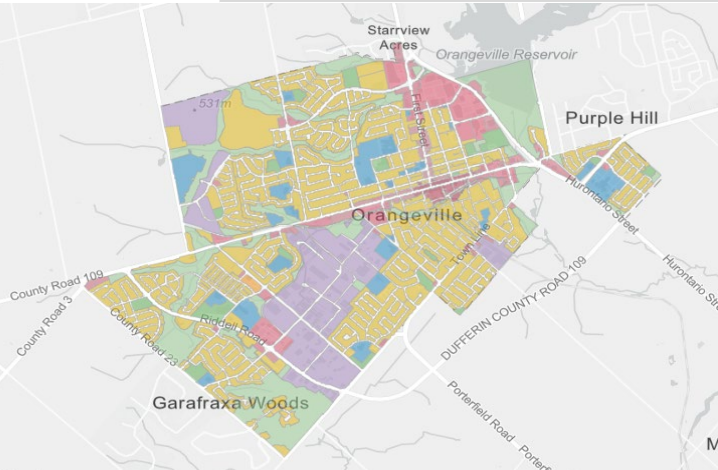 Starrview
Acres
Orangeville Reservoir
531m
First Street
Purple Hill
Orangeville
Hurontario Street
Town Line
Hurontario Stre
County Road 109
County Road 3
County Road 23
Riddell Road
DUFFERIN COUNTY ROAD 109
Garafraxa Woods
Porterfield Road
Porterf
M